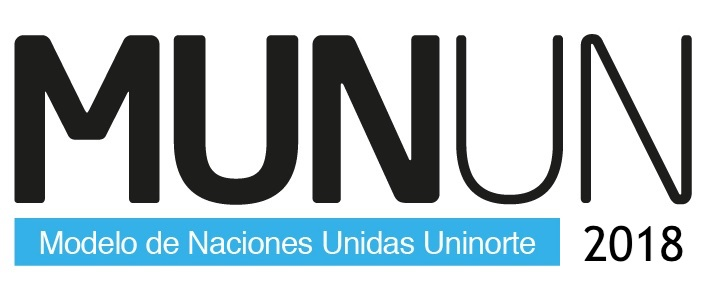 MUNUN
Modelo de Naciones Unidas Uninorte 2018